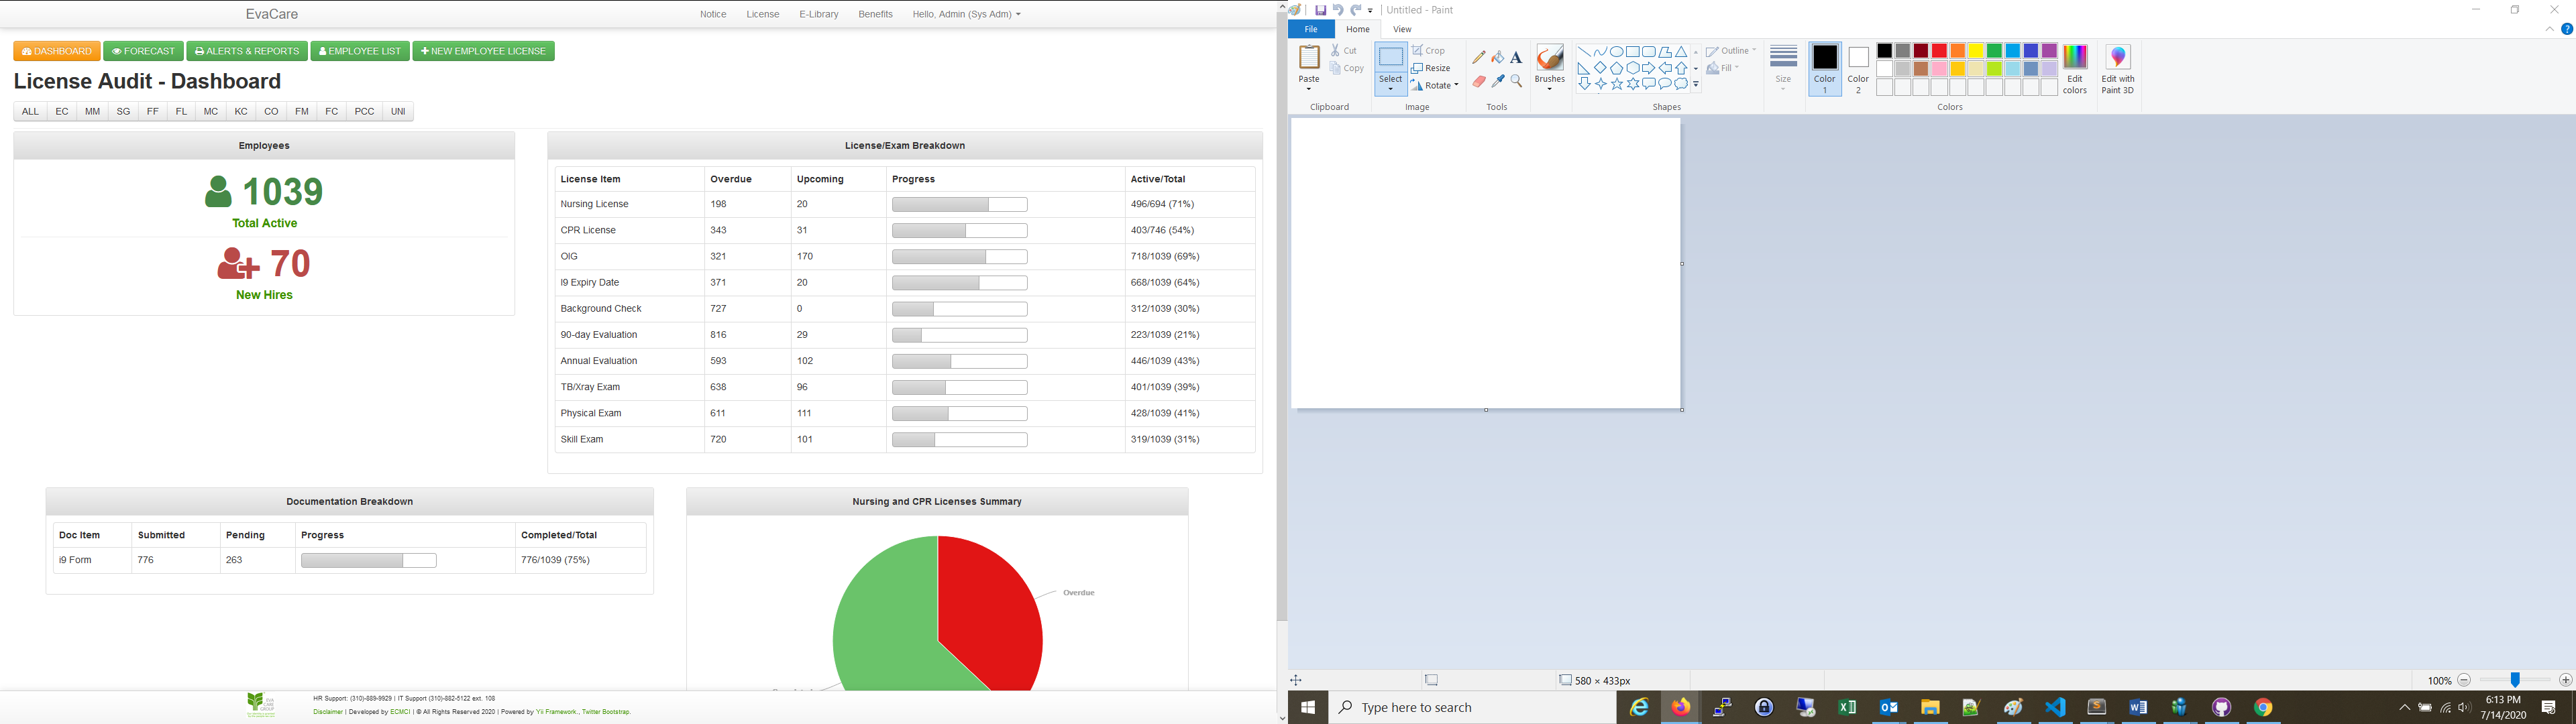 EvaCare
Notice License E-Library Benefits Hello, Admin (Sys Adm)
DASHBOARD FORECAST ALERTS & REPORTS EMPLOYEE LIST NEW EMPLOYEE LICENSE
License Audit - Dashboard
ALL EC MM SG FF FL MC KC CO FM FC PCC UNI
Employees
1039
Total Active
70
New Hires
License/Exam Breakdown
License Item Overdue Upcoming Progress Active/Total
Nursing License 198 20 496/694 (71%)
CPR License 343 31 403/746 (54%)
OIG 321 170 718/1039 (69%)
I9 Expiry Date 371 20 668/1039 (64%)
Background Check 727 0 312/1039 (30%)
90-day Evaluation 816 29 223/1039 (21%)
Annual Evaluation 593 102 446/1039 (43%)
TB/Xray Exam 638 96 401/1039 (39%)
Physical Exam 611 111 428/1039 (41%)
Skill Exam 720 101 319/1039 (31%)
Documentation Breakdown
Doc Item Submitted Pending Progress Completed/Total
i9 Form 776 263 776/1039 (75%)
Nursing and CPR Licenses Summary
Overdue
HR Support: (310)-889-9929 | IT Support (310)-682-5122 ext. 108
Disclaimer | Developed by ECMCI | © All Rights Reserved 2020 | Powered by Yii Framework., Twitter Bootstrap.
Untitled - Paint
File Home View
Paste
Cut
Copy
Clipboard
Select
Crop
Resize
Rotate
Image
Tools
Brushes
Shapes
Outline
Fill
Size
Color 1
Color 2
Colors
Edit colors
Edit with Paint 3D
580 × 433px
100%
Type here to search
6:13 PM
7/14/2020